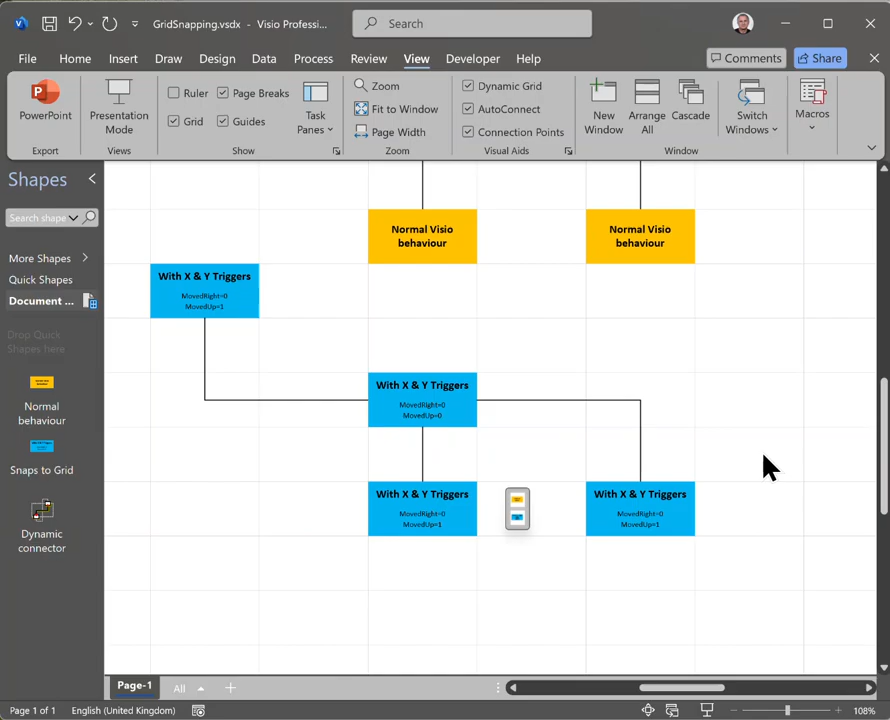 GridSnapping.vsdx - Visio Professi...
Search
File Home Insert Draw Design Data Process Review View Developer Help
Comments
Share
PowerPoint
Export
Presentation
Mode
Views
Ruler
Page Breaks
Grid
Guides
Task
Panes
Show
Zoom
Fit to Window
Page Width
Zoom
Dynamic Grid
AutoConnect
Connection Points
Visual Aids
New
Window
Arrange
All
Cascade
Switch
Windows
Window
Macros
Shapes
Search shape
More Shapes
Quick Shapes
Document ...
Drop Quick
Shapes here
Normal
behaviour
Snaps to Grid
Dynamic
connector
Normal Visio
behaviour
Normal Visio
behaviour
With X & Y Triggers
MovedRight=0
MovedUp=1
With X & Y Triggers
MovedRight=0
MovedUp=0
With X & Y Triggers
MovedRight=0
MovedUp=1
With X & Y Triggers
MovedRight=0
MovedUp=1
Page-1
All
Page 1 of 1
English (United Kingdom)
108%